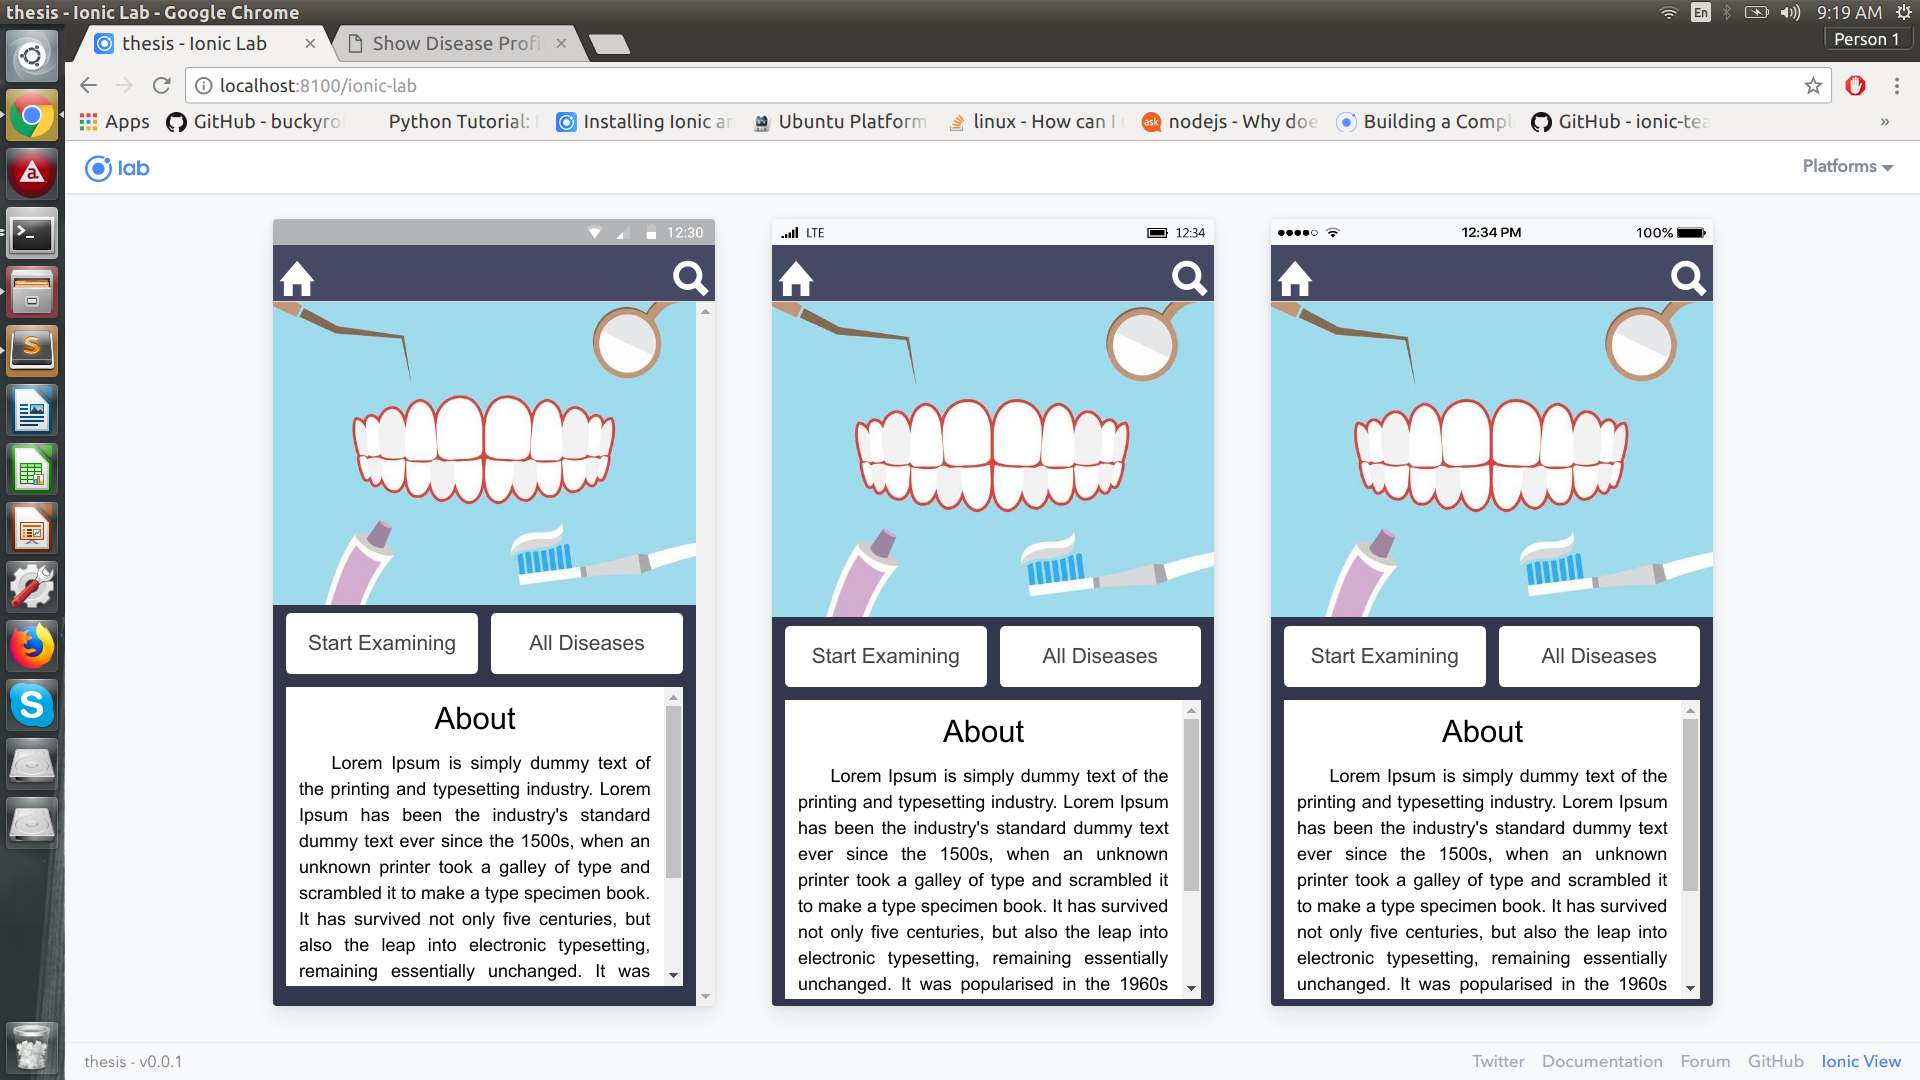 thesis - Ionic Lab - Google Chrome
En
9:19 AM
thesis - Ionic Lab
Show Disease Profi
Person 1
localhost:8100/ionic-lab
Apps
GitHub - buckyro
Python Tutorial:
Installing Ionic an
Ubuntu Platform
linux - How can I
ask
nodejs - Why doe
Building a Compl
GitHub - ionic-tea
»
lab
Platforms
12:30
Start Examining
All Diseases
About
Lorem Ipsum is simply dummy text of
the printing and typesetting industry. Lorem
Ipsum has been the industry's standard
dummy text ever since the 1500s, when an
unknown printer took a galley of type and
scrambled it to make a type specimen book.
It has survived not only five centuries, but
also the leap into electronic typesetting,
remaining essentially unchanged. It was
LTE
12:34
Start Examining
All Diseases
About
Lorem Ipsum is simply dummy text of the
printing and typesetting industry. Lorem Ipsum
has been the industry's standard dummy text
ever since the 1500s, when an unknown
printer took a galley of type and scrambled it
to make a type specimen book. It has survived
not only five centuries, but also the leap into
electronic typesetting, remaining essentially
unchanged. It was popularised in the 1960s
12:34 PM
100%
Start Examining
All Diseases
About
Lorem Ipsum is simply dummy text of the
printing and typesetting industry. Lorem Ipsum
has been the industry's standard dummy text
ever since the 1500s, when an unknown
printer took a galley of type and scrambled it
to make a type specimen book. It has survived
not only five centuries, but also the leap into
electronic typesetting, remaining essentially
unchanged. It was popularised in the 1960s
thesis - v0.0.1
Twitter
Documentation
Forum
GitHub
Ionic View